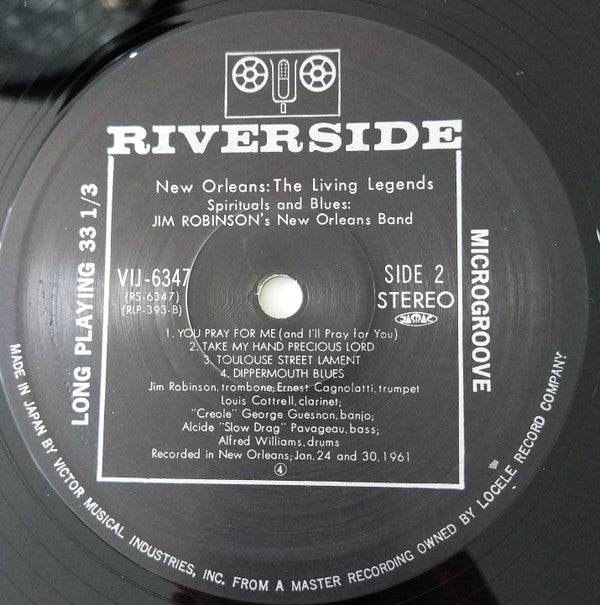 RIVERSIDE
New Orleans: The Living Legends
Spirituals and Blues:
JIM ROBINSON's New Orleans Band
LONG PLAYING 33 1/3
MICROGROOVE
VIJ-6347
(RS-6347)
(RLP-393-B)
SIDE 2
STEREO
JASRAC
1. YOU PRAY FOR ME (and I'll Pray for You)
2. TAKE MY HAND PRECIOUS LORD
3. TOULOUSE STREET LAMENT
4. DIPPERMOUTH BLUES
Jim Robinson, trombone; Ernest Cagnolatti, trumpet
Louis Cottrell, clarinet;
"Creole" George Guesnon, banjo;
Alcide "Slow Drag" Pavageau, bass;
Alfred Williams, drums
Recorded in New Orleans; Jan. 24 and 30, 1961
4
MADE IN JAPAN BY VICTOR MUSICAL INDUSTRIES, INC. FROM A MASTER RECORDING OWNED BY LOCELE RECORD COMPANY